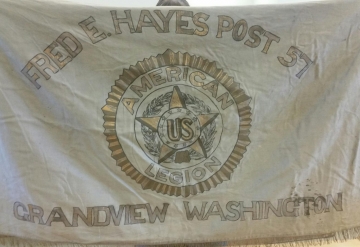 FRED E. HAYES POST 57
AMERICAN
US
LEGION
GRANDVIEW WASHINGTON